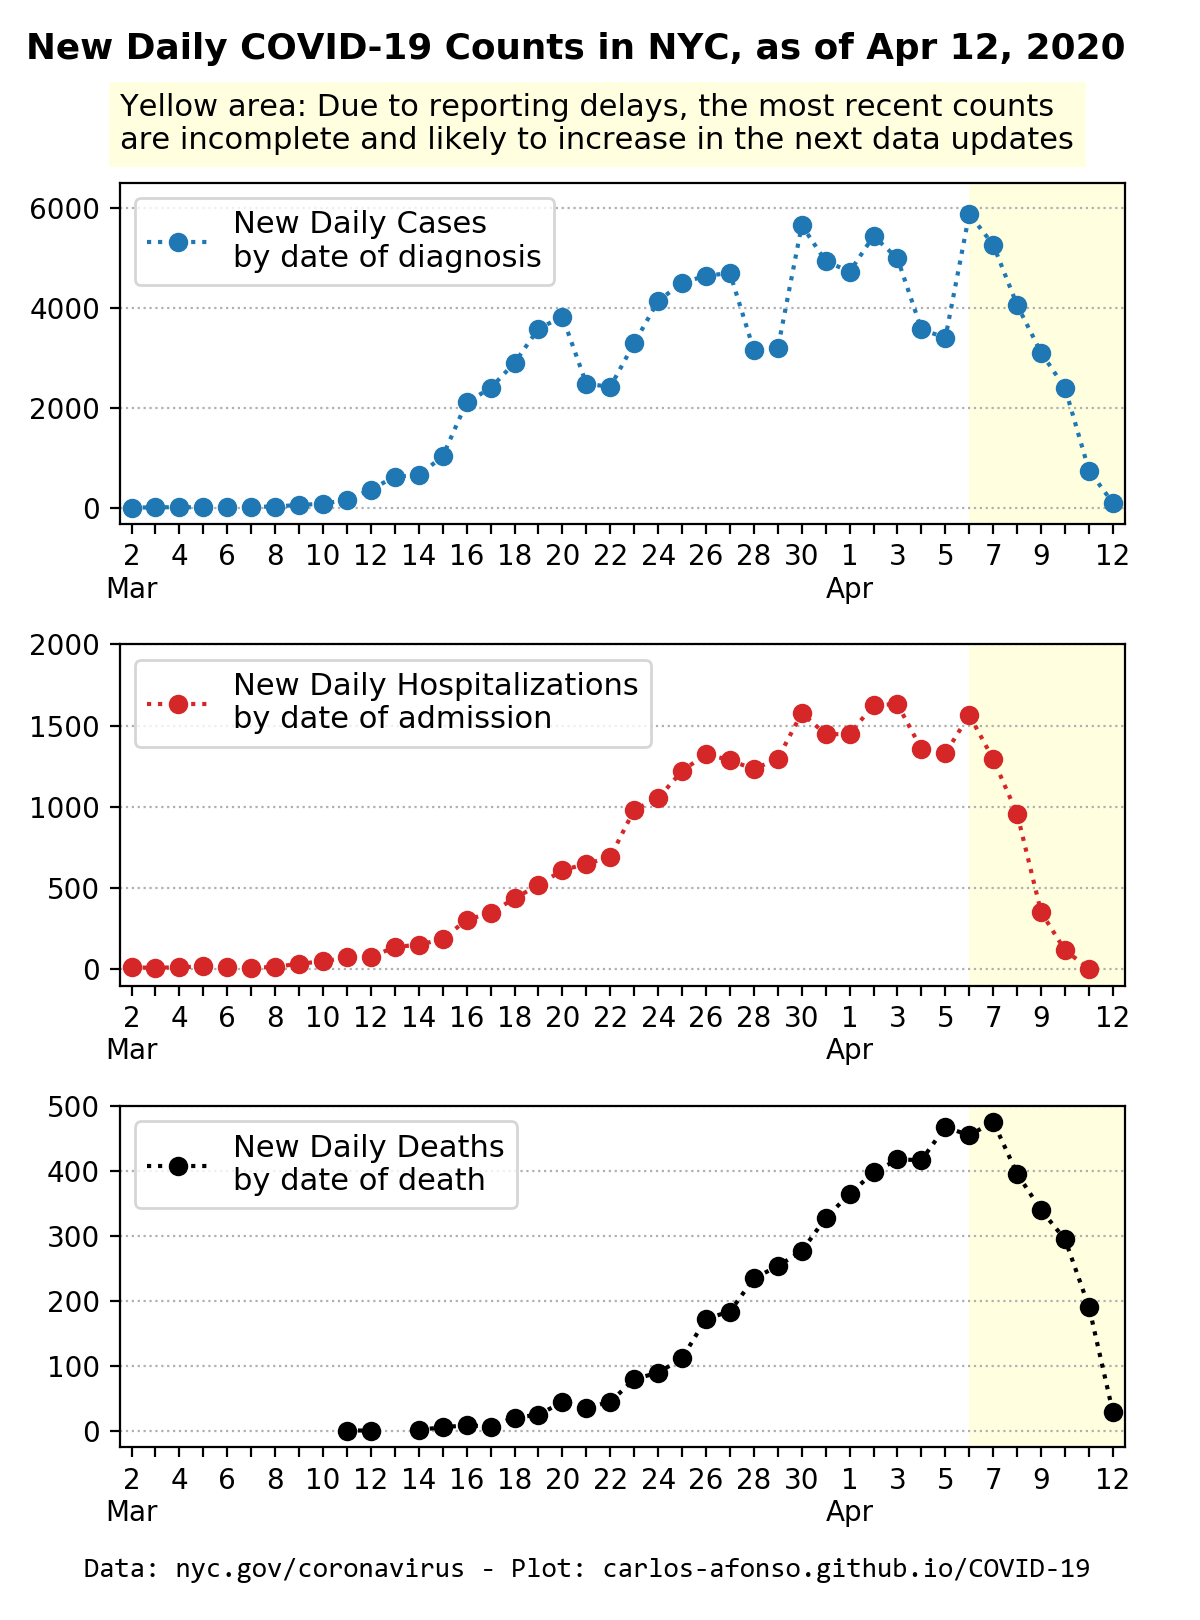 New Daily COVID-19 Counts in NYC, as of Apr 12, 2020
Yellow area: Due to reporting delays, the most recent counts
are incomplete and likely to increase in the next data updates
New Daily Cases
by date of diagnosis
6000
4000
2000
0
2 4 6 8 10 12 14 16 18 20 22 24 26 28 30 1 3 5 7 9 12
Mar Apr
New Daily Hospitalizations
by date of admission
2000
1500
1000
500
0
2 4 6 8 10 12 14 16 18 20 22 24 26 28 30 1 3 5 7 9 12
Mar Apr
New Daily Deaths
by date of death
500
400
300
200
100
0
2 4 6 8 10 12 14 16 18 20 22 24 26 28 30 1 3 5 7 9 12
Mar Apr
Data: nyc.gov/coronavirus - Plot: carlos-afonso.github.io/COVID-19